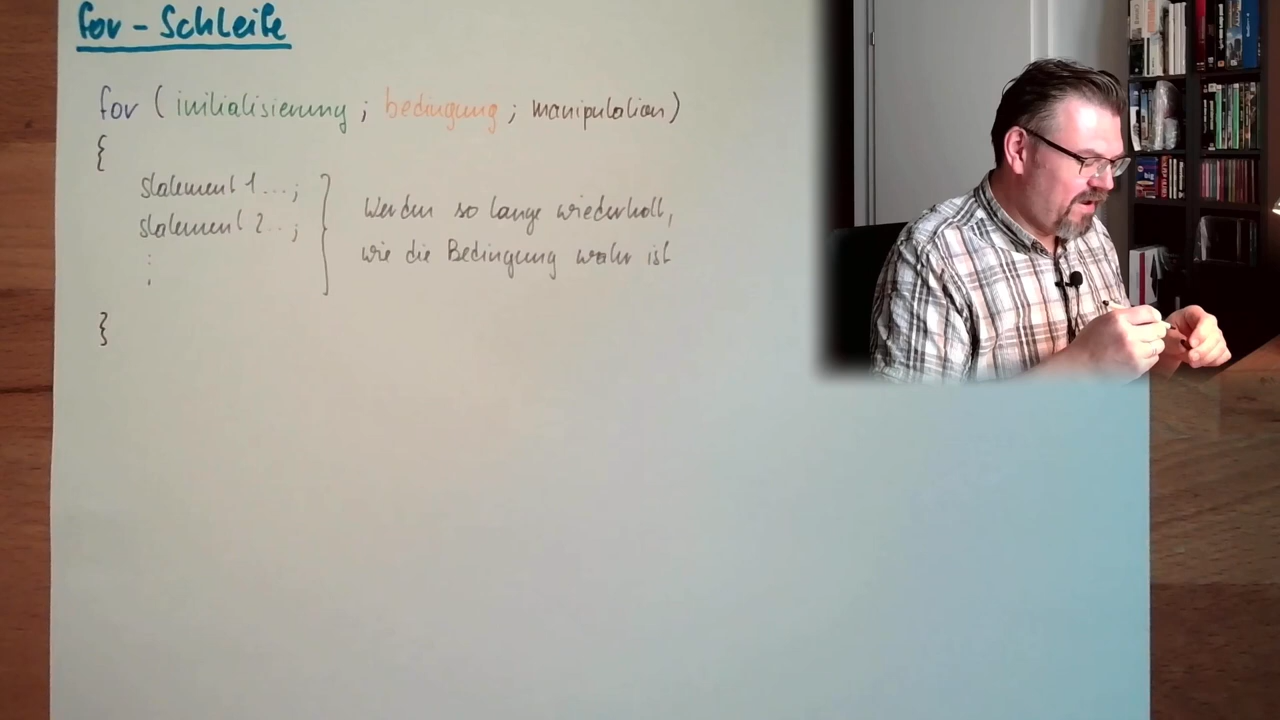 for - Schleife
for ( initialisierung ; bedingung ; manipulation )
{
statement 1 ... ;
statement 2 ... ;
Werden so lange wiederholt,
wie die Bedingung wahr ist
}